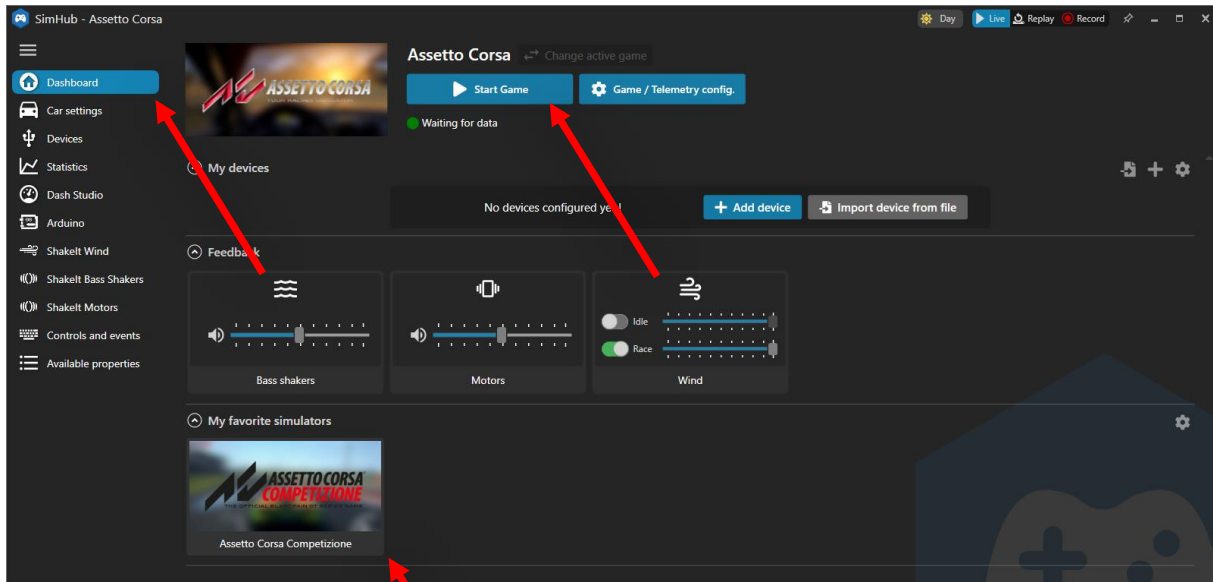 SimHub - Assetto Corsa
Day
Live
Replay
Record
Dashboard
Car settings
Devices
Statistics
Dash Studio
Arduino
ShakeIt Wind
ShakeIt Bass Shakers
ShakeIt Motors
Controls and events
Available properties
ASSETTO CORSA
Assetto Corsa
Change active game
Start Game
Game / Telemetry config.
Waiting for data
My devices
No devices configured
Add device
Import device from file
Feedback
Bass shakers
Motors
Idle
Race
Wind
My favorite simulators
ASSETTO CORSA
COMPETIZIONE
Assetto Corsa Competizione